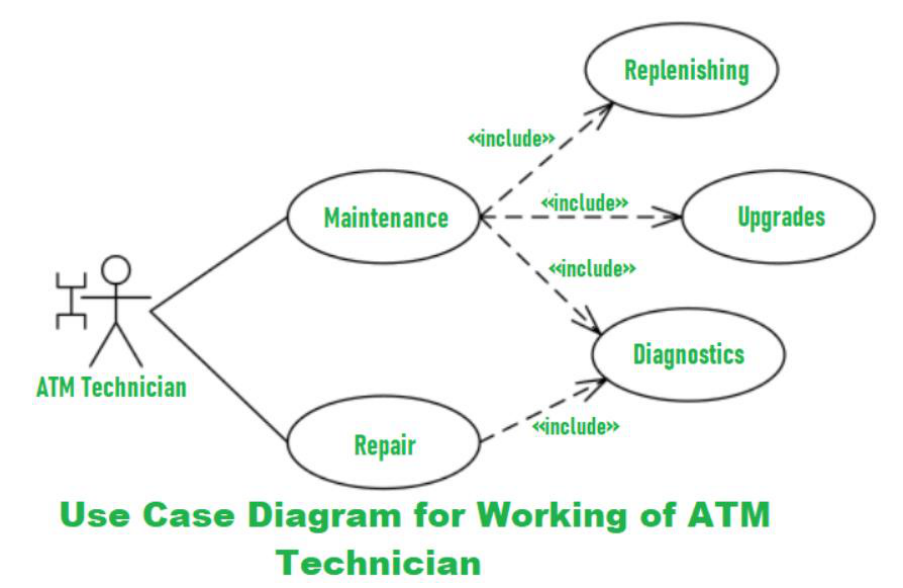 Replenishing
«include»
«include»
Maintenance
Upgrades
«include»
Diagnostics
ATM Technician
«include»
Repair
Use Case Diagram for Working of ATM
Technician